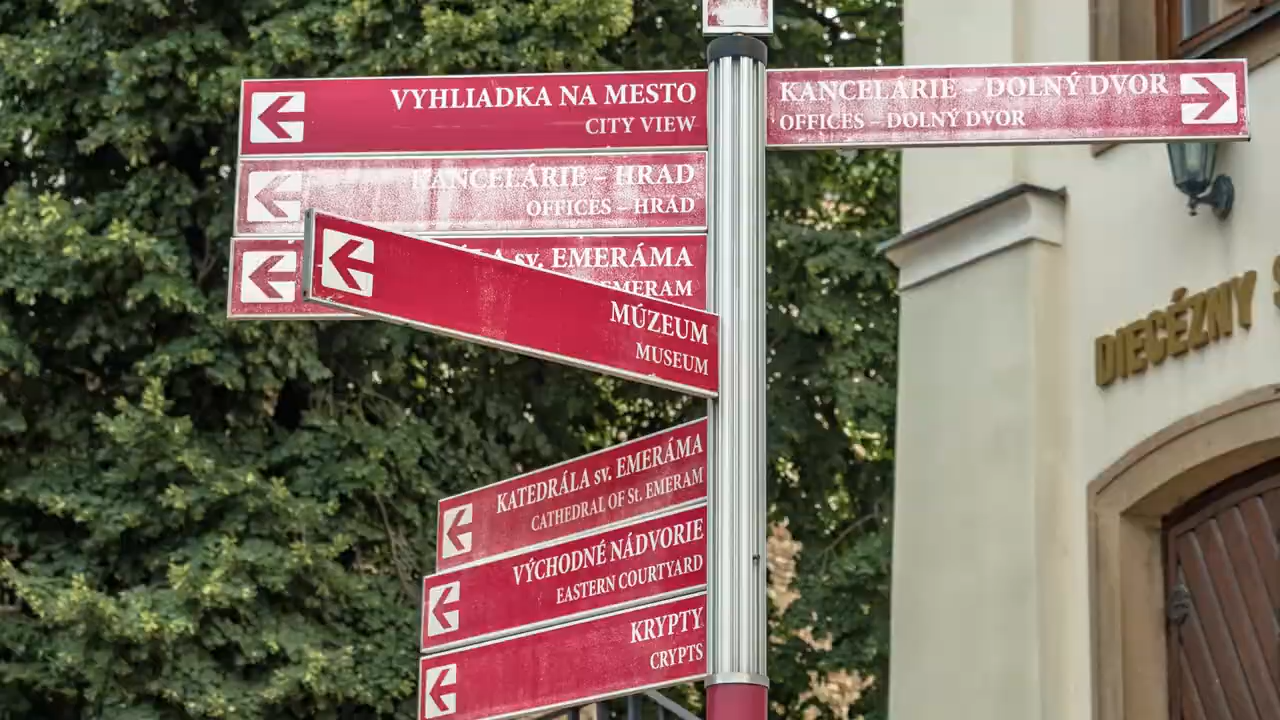 VYHLIADKA NA MESTO
CITY VIEW
KANCELÁRIE – DOLNÝ DVOR
OFFICES – DOLNÝ DVOR
KANCELÁRIE – HRAD
OFFICES – HRAD
sv. EMERÁMA
MÚZEUM
MUSEUM
KATEDRÁLA sv. EMERÁMA
CATHEDRAL OF St. EMERAM
VÝCHODNÉ NÁDVORIE
EASTERN COURTYARD
KRYPTY
CRYPTS
DIECÉZNY